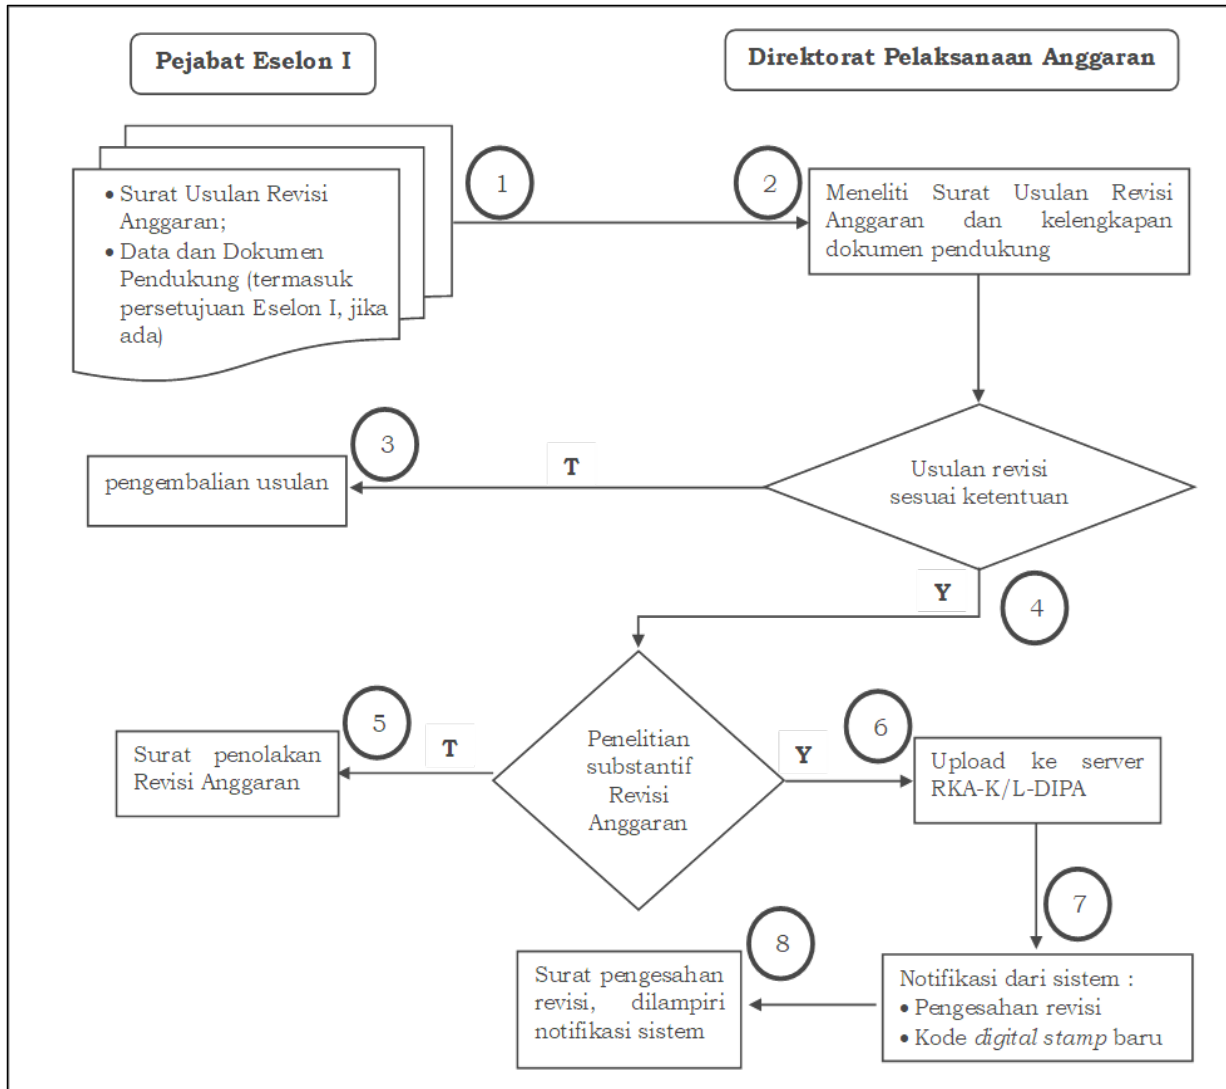 Pejabat Eselon I
Direktorat Pelaksanaan Anggaran
1
2
• Surat Usulan Revisi
Anggaran;
• Data dan Dokumen
Pendukung (termasuk
persetujuan Eselon I, jika
ada)
Meneliti Surat Usulan Revisi
Anggaran dan kelengkapan
dokumen pendukung
3
T
pengembalian usulan
Usulan revisi
sesuai ketentuan
Y
4
5
T
Surat penolakan
Revisi Anggaran
Penelitian
substantif
Revisi
Anggaran
Y
6
Upload ke server
RKA-K/L-DIPA
7
8
Surat pengesahan
revisi, dilampiri
notifikasi sistem
Notifikasi dari sistem :
• Pengesahan revisi
• Kode digital stamp baru